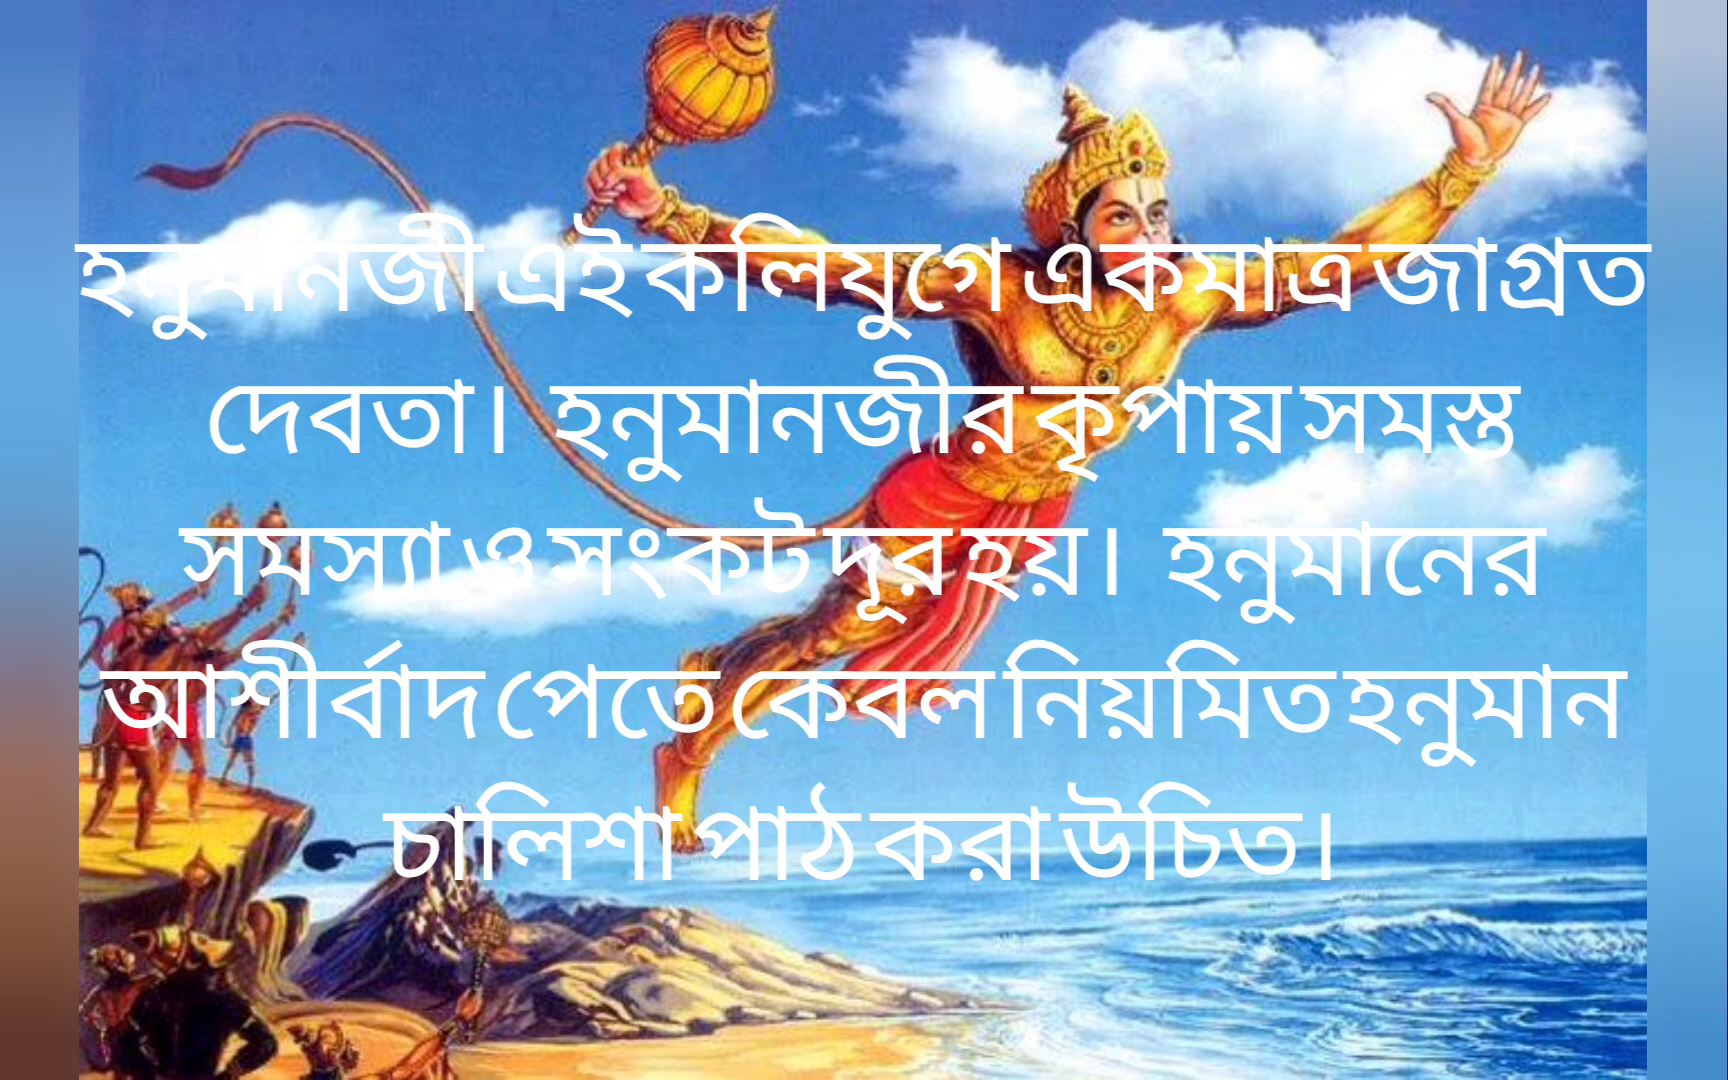 হনুমানজী এই কলিযুগে একমাত্র জাগ্রত
দেবতা। হনুমানজীর কৃপায় সমস্ত
সমস্যা ও সংকট দূর হয়। হনুমানের
আশীর্বাদ পেতে কেবল নিয়মিত হনুমান
চালিশা পাঠ করা উচিত।